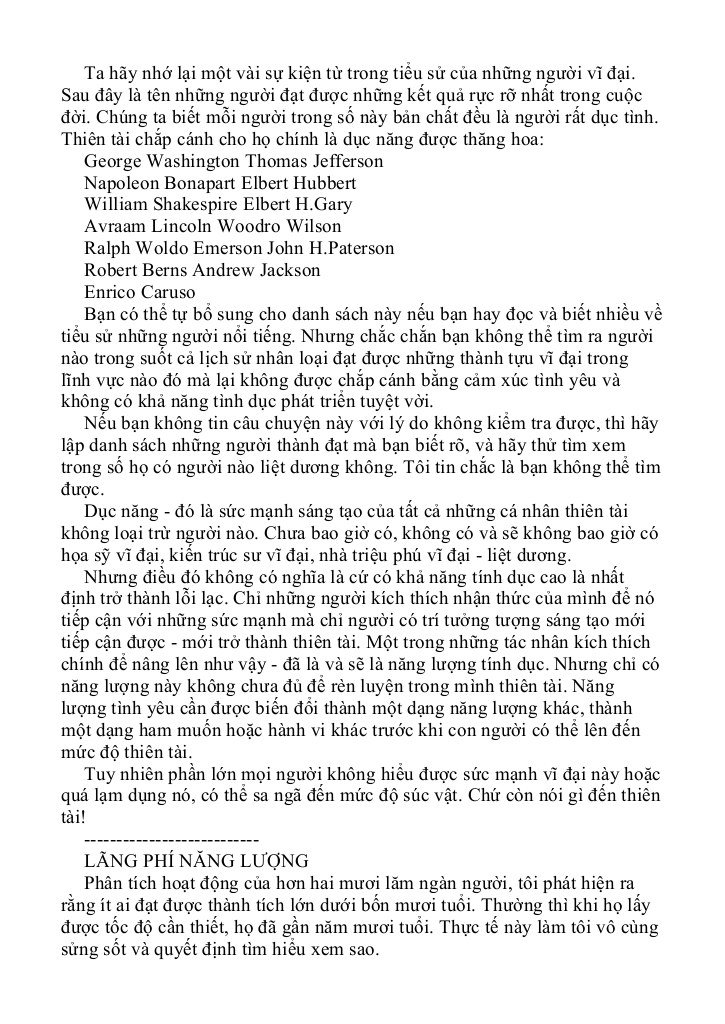 Ta hãy nhớ lại một vài sự kiện từ trong tiểu sử của những người vĩ đại.
Sau đây là tên những người đạt được những kết quả rực rỡ nhất trong cuộc
đời. Chúng ta biết mỗi người trong số này bản chất đều là người rất dục tình.
Thiên tài chắp cánh cho họ chính là dục năng được thăng hoa:
George Washington Thomas Jefferson
Napoleon Bonapart Elbert Hubbert
William Shakespire Elbert H.Gary
Avraam Lincoln Woodro Wilson
Ralph Woldo Emerson John H.Paterson
Robert Berns Andrew Jackson
Enrico Caruso
Bạn có thể tự bổ sung cho danh sách này nếu bạn hay đọc và biết nhiều về
tiểu sử những người nổi tiếng. Nhưng chắc chắn bạn không thể tìm ra người
nào trong suốt cả lịch sử nhân loại đạt được những thành tựu vĩ đại trong
lĩnh vực nào đó mà lại không được chắp cánh bằng cảm xúc tình yêu và
không có khả năng tình dục phát triển tuyệt vời.
Nếu bạn không tin câu chuyện này với lý do không kiểm tra được, thì hãy
lập danh sách những người thành đạt mà bạn biết rõ, và hãy thử tìm xem
trong số họ có người nào liệt dương không. Tôi tin chắc là bạn không thể tìm
được.
Dục năng - đó là sức mạnh sáng tạo của tất cả những cá nhân thiên tài
không loại trừ người nào. Chưa bao giờ có, không có và sẽ không bao giờ có
họa sỹ vĩ đại, kiến trúc sư vĩ đại, nhà triệu phú vĩ đại - liệt dương.
Nhưng điều đó không có nghĩa là cứ có khả năng tính dục cao là nhất
định trở thành lỗi lạc. Chỉ những người kích thích nhận thức của mình để nó
tiếp cận với những sức mạnh mà chỉ người có trí tưởng tượng sáng tạo mới
tiếp cận được - mới trở thành thiên tài. Một trong những tác nhân kích thích
chính để nâng lên như vậy - đã là và sẽ là năng lượng tính dục. Nhưng chỉ có
năng lượng này không chưa đủ để rèn luyện trong mình thiên tài. Năng
lượng tình yêu cần được biến đổi thành một dạng năng lượng khác, thành
một dạng ham muốn hoặc hành vi khác trước khi con người có thể lên đến
mức độ thiên tài.
Tuy nhiên phần lớn mọi người không hiểu được sức mạnh vĩ đại này hoặc
quá lạm dụng nó, có thể sa ngã đến mức độ súc vật. Chứ còn nói gì đến thiên
tài!
---------------------------
LÃNG PHÍ NĂNG LƯỢNG
Phân tích hoạt động của hơn hai mươi lăm ngàn người, tôi phát hiện ra
rằng ít ai đạt được thành tích lớn dưới bốn mươi tuổi. Thường thì khi họ lấy
được tốc độ cần thiết, họ đã gần năm mươi tuổi. Thực tế này làm tôi vô cùng
sửng sốt và quyết định tìm hiểu xem sao.